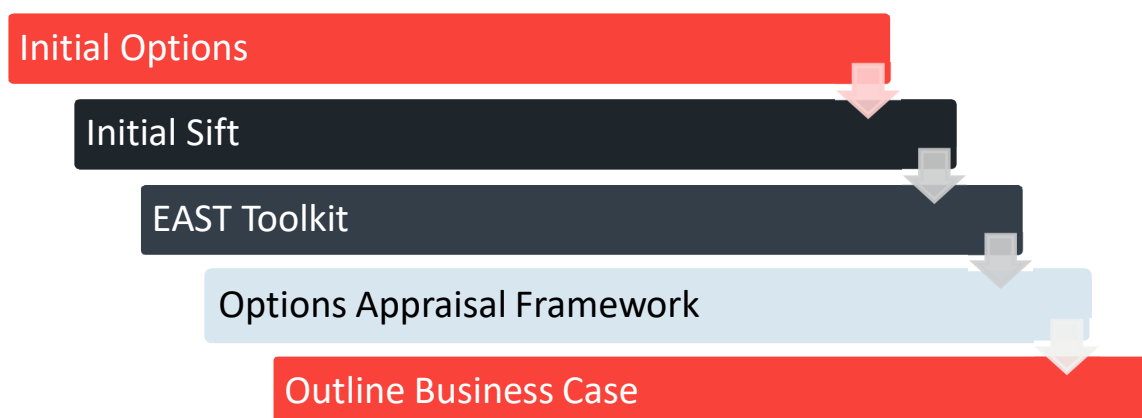 Initial Options
Initial Sift
EAST Toolkit
Options Appraisal Framework
Outline Business Case